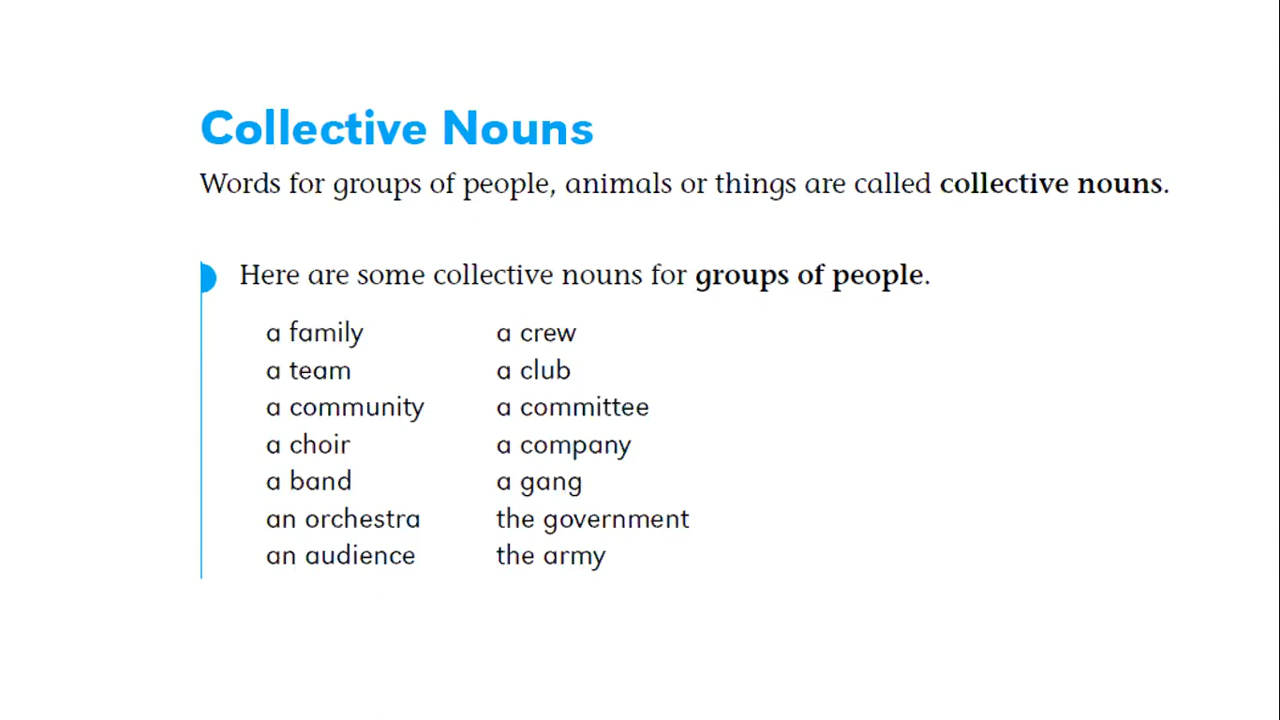 Collective Nouns
Words for groups of people, animals or things are called collective nouns.
Here are some collective nouns for groups of people.
a family
a team
a community
a choir
a band
an orchestra
an audience
a crew
a club
a committee
a company
a gang
the government
the army